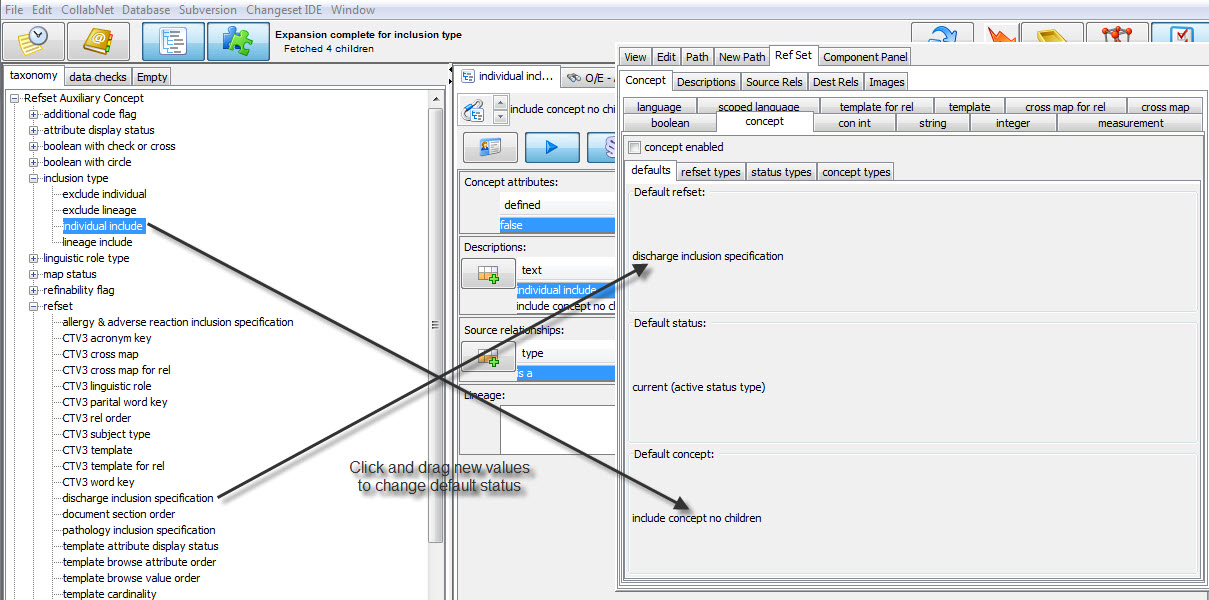 File Edit CollabNet Database Subversion Changeset IDE Window
Expansion complete for inclusion type
Fetched 4 children
taxonomy data checks Empty
Refset Auxiliary Concept
additional code flag
attribute display status
boolean with check or cross
boolean with circle
inclusion type
exclude individual
exclude lineage
individual include
lineage include
linguistic role type
map status
refinability flag
refset
allergy & adverse reaction inclusion specification
CTV3 acronym key
CTV3 cross map
CTV3 cross map for rel
CTV3 linguistic role
CTV3 parital word key
CTV3 rel order
CTV3 subject type
CTV3 template
CTV3 template for rel
CTV3 word key
discharge inclusion specification
document section order
pathology inclusion specification
template attribute display status
template browse attribute order
template browse value order
template cardinality
individual incl... O/E -
include concept no chi
Concept attributes:
defined
false
Descriptions:
text
individual include
include concept no cl
Source relationships:
type
is a
Lineage:
Click and drag new values
to change default status
View Edit Path New Path Ref Set Component Panel
Concept Descriptions Source Rels Dest Rels Images
language scoped language template for rel template cross map for rel cross map
boolean concept con int string integer measurement
concept enabled
defaults refset types status types concept types
Default refset:
discharge inclusion specification
Default status:
current (active status type)
Default concept:
include concept no children